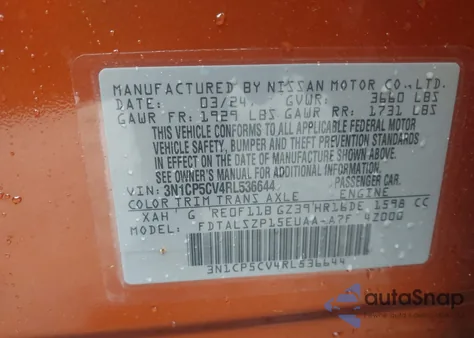 MANUFACTURED BY NISSAN MOTOR CO.,LTD.
DATE: 03/24 GVWR: 3660 LBS
GAWR FR: 1929 LBS GAWR RR: 1731 LBS
THIS VEHICLE CONFORMS TO ALL APPLICABLE FEDERAL MOTOR
VEHICLE SAFETY, BUMPER AND THEFT PREVENTION STANDARDS
IN EFFECT ON THE DATE OF MANUFACTURE SHOWN ABOVE.
SEE OWNER'S MANUAL FOR ADDITIONAL INFORMATION.
VIN: 3N1CP5CV4RL536644 PASSENGER CAR.
COLOR TRIM TRANS AXLE ENGINE
XAH G RE0F11B GZ39 HR16DE 1598 CC
FDTALSZP15EUAA-A7F 4Z000
3N1CP5CV4RL536644
autoSnap